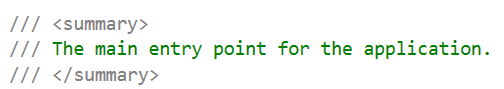 /// <summary>
/// The main entry point for the application.
/// </summary>